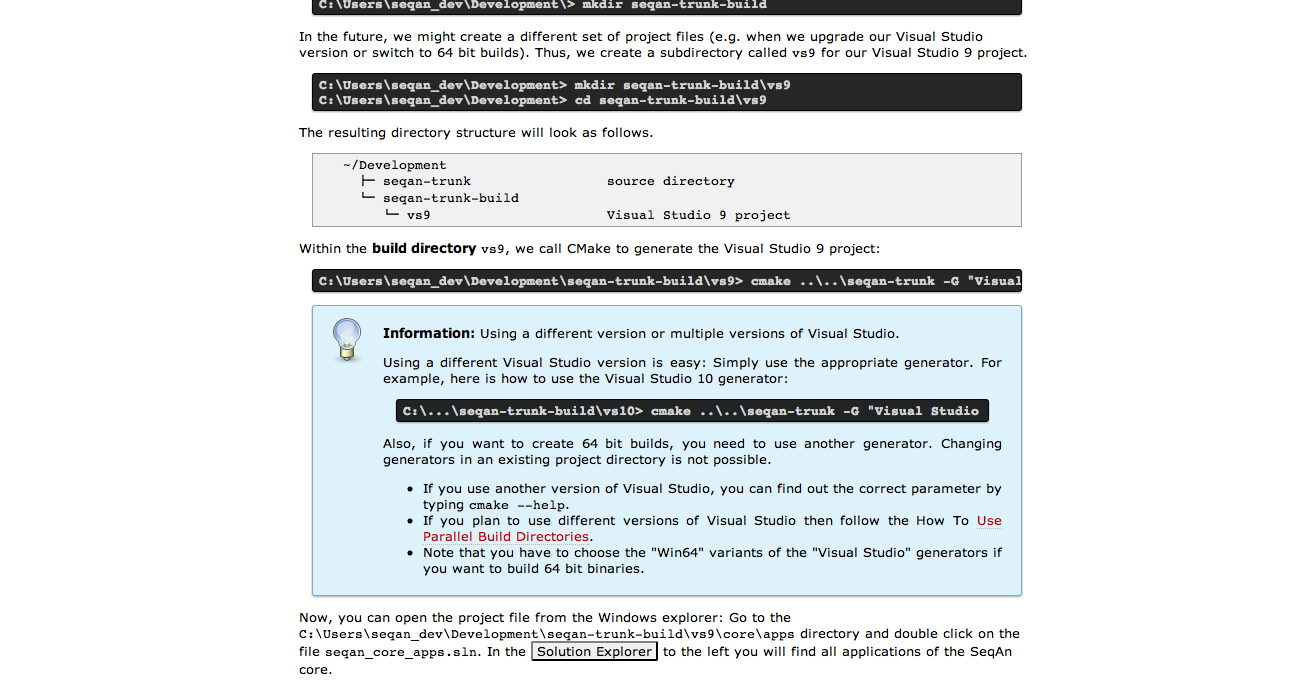 C:\Users\seqan_dev\Development\> mkdir seqan-trunk-build
In the future, we might create a different set of project files (e.g. when we upgrade our Visual Studio
version or switch to 64 bit builds). Thus, we create a subdirectory called vs9 for our Visual Studio 9 project.
C:\Users\seqan_dev\Development> mkdir seqan-trunk-build\vs9
C:\Users\seqan_dev\Development> cd seqan-trunk-build\vs9
The resulting directory structure will look as follows.
~/Development
├─ seqan-trunk source directory
└─ seqan-trunk-build
└─ vs9 Visual Studio 9 project
Within the build directory vs9, we call CMake to generate the Visual Studio 9 project:
C:\Users\seqan_dev\Development\seqan-trunk-build\vs9> cmake ..\..\seqan-trunk -G "Visual
Information: Using a different version or multiple versions of Visual Studio.
Using a different Visual Studio version is easy: Simply use the appropriate generator. For
example, here is how to use the Visual Studio 10 generator:
C:\...\seqan-trunk-build\vs10> cmake ..\..\seqan-trunk -G "Visual Studio
Also, if you want to create 64 bit builds, you need to use another generator. Changing
generators in an existing project directory is not possible.
• If you use another version of Visual Studio, you can find out the correct parameter by
typing cmake --help.
• If you plan to use different versions of Visual Studio then follow the How To Use
Parallel Build Directories.
• Note that you have to choose the "Win64" variants of the "Visual Studio" generators if
you want to build 64 bit binaries.
Now, you can open the project file from the Windows explorer: Go to the
C:\Users\seqan_dev\Development\seqan-trunk-build\vs9\core\apps directory and double click on the
file seqan_core_apps.sln. In the Solution Explorer to the left you will find all applications of the SeqAn
core.